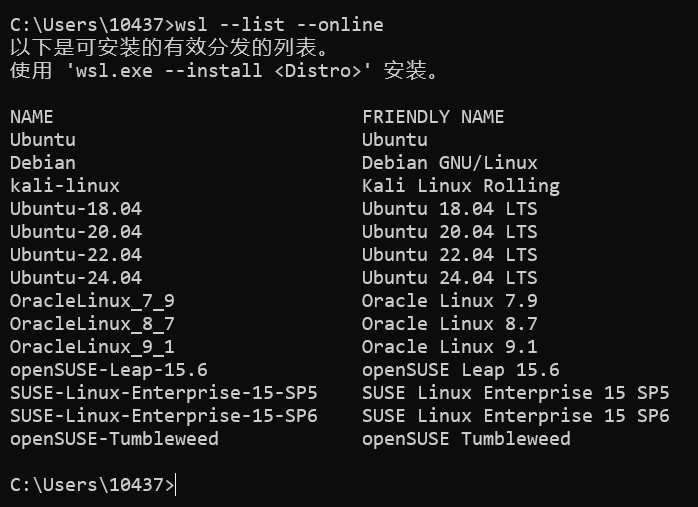 C:\Users\10437>wsl --list --online
以下是可安装的有效分发的列表。
使用 'wsl.exe --install <Distro>' 安装。
NAME                            FRIENDLY NAME
Ubuntu                          Ubuntu
Debian                          Debian GNU/Linux
kali-linux                      Kali Linux Rolling
Ubuntu-18.04                    Ubuntu 18.04 LTS
Ubuntu-20.04                    Ubuntu 20.04 LTS
Ubuntu-22.04                    Ubuntu 22.04 LTS
Ubuntu-24.04                    Ubuntu 24.04 LTS
OracleLinux_7_9                 Oracle Linux 7.9
OracleLinux_8_7                 Oracle Linux 8.7
OracleLinux_9_1                 Oracle Linux 9.1
openSUSE-Leap-15.6              openSUSE Leap 15.6
SUSE-Linux-Enterprise-15-SP5    SUSE Linux Enterprise 15 SP5
SUSE-Linux-Enterprise-15-SP6    SUSE Linux Enterprise 15 SP6
openSUSE-Tumbleweed             openSUSE Tumbleweed
C:\Users\10437>